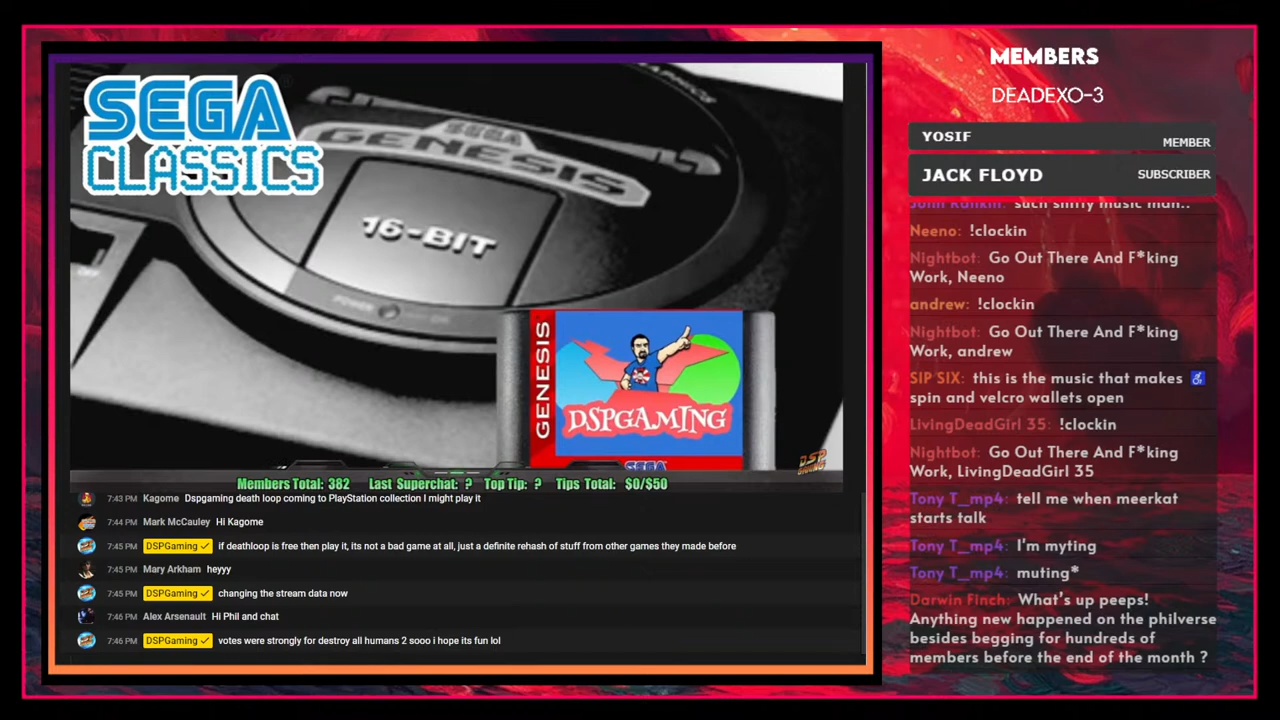 SEGA
CLASSICS
SEGA
GENESIS
16-BIT
POWER
GENESIS
DSPGAMING
SEGA
DSP
GAMING
Members Total: 382 Last Superchat: ? Top Tip: ? Tips Total: $0/$50
7:43 PM Kagome Dspgaming death loop coming to PlayStation collection I might play it
7:44 PM Mark McCauley Hi Kagome
7:45 PM DSPGaming if deathloop is free then play it, its not a bad game at all, just a definite rehash of stuff from other games they made before
7:45 PM Mary Arkham heyyy
7:45 PM DSPGaming changing the stream data now
7:46 PM Alex Arsenault Hi Phil and chat
7:46 PM DSPGaming votes were strongly for destroy all humans 2 sooo i hope its fun lol
MEMBERS
DEADEXO-3
YOSIF MEMBER
JACK FLOYD SUBSCRIBER
John Rankin: such shitty music man..
Neeno: !clockin
Nightbot: Go Out There And F*king
Work, Neeno
andrew: !clockin
Nightbot: Go Out There And F*king
Work, andrew
SIP SIX: this is the music that makes
spin and velcro wallets open
LivingDeadGirl 35: !clockin
Nightbot: Go Out There And F*king
Work, LivingDeadGirl 35
Tony T_mp4: tell me when meerkat
starts talk
Tony T_mp4: I'm myting
Tony T_mp4: muting*
Darwin Finch: What's up peeps!
Anything new happened on the philverse
besides begging for hundreds of
members before the end of the month ?